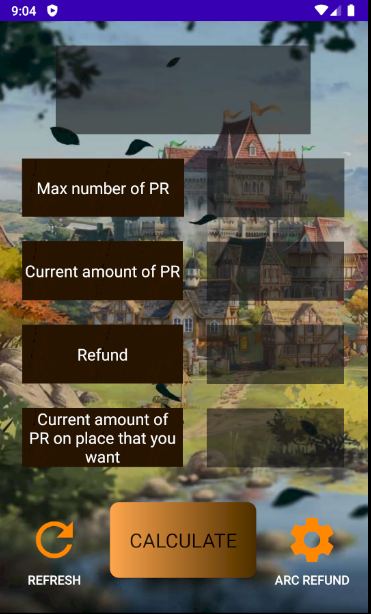 9:04
Max number of PR
Current amount of PR
Refund
Current amount of
PR on place that you
want
CALCULATE
REFRESH
ARC REFUND